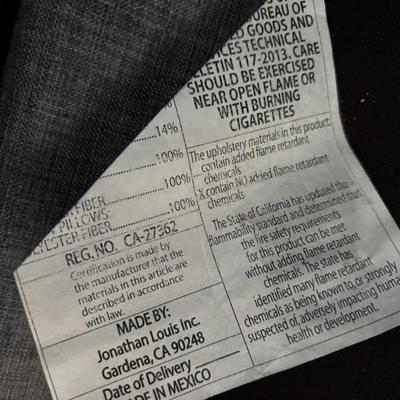 BUREAU OF
GOODS AND
TECHNICAL
117-2013. CARE
SHOULD BE EXERCISED
NEAR OPEN FLAME OR
WITH BURNING
CIGARETTES
14%
100%
100%
FIBER
PILLOWS:
FIBER 100%
REG. NO. CA-27362
Certification is made by
the manufacturer that the
materials in this article are
described in accordance
with law.
MADE BY:
Jonathan Louis Inc.
Gardena, CA 90248
Date of Delivery
MADE IN MEXICO
The upholstery materials in this product:
contain added flame retardant
chemicals
X contain NO added flame retardant
chemicals
The State of California has updated the
flammability standard and determined that
the fire safety requirements
for this product can be met
without adding flame retardant
chemicals. The state has
identified many flame retardant
chemicals as being known to, or strongly
suspected of, adversely impacting human
health or development.